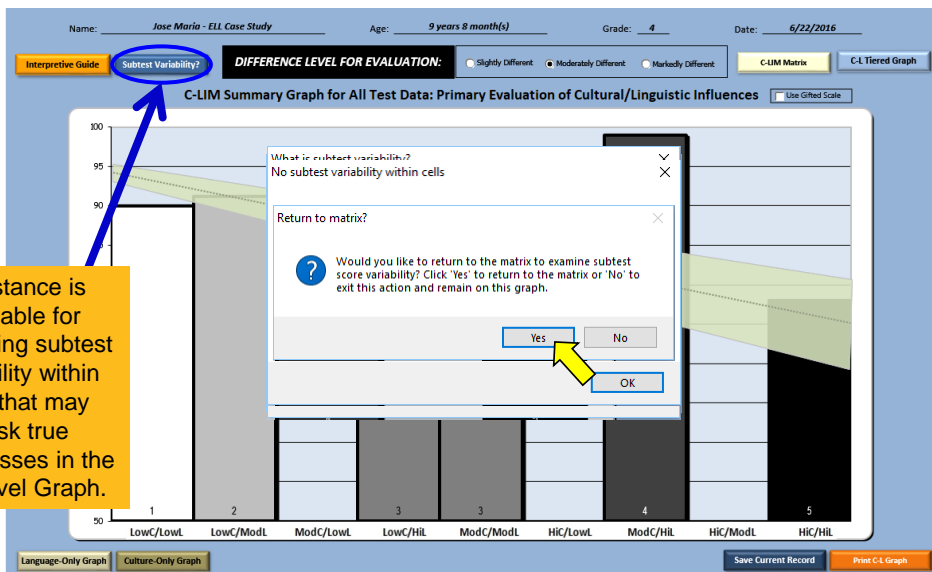 Name: Jose Maria - ELL Case Study Age: 9 years 8 month(s) Grade: 4 Date: 6/22/2016
Interpretive Guide
Subtest Variability?
DIFFERENCE LEVEL FOR EVALUATION:
Slightly Different
Moderately Different
Markedly Different
C-LIM Matrix
C-L Tiered Graph
C-LIM Summary Graph for All Test Data: Primary Evaluation of Cultural/Linguistic Influences
Use Gifted Scale
100
95
90
What is subtest variability?
No subtest variability within cells
Return to matrix?
Would you like to return to the matrix to examine subtest
score variability? Click 'Yes' to return to the matrix or 'No' to
exit this action and remain on this graph.
Yes
No
OK
stance is
able for
ing subtest
ility within
that may
sk true
sses in the
vel Graph.
1
2
3
3
4
5
50
LowC/LowL
LowC/ModL
ModC/LowL
LowC/HiL
ModC/ModL
HiC/LowL
ModC/HiL
HiC/ModL
HiC/HiL
Language-Only Graph
Culture-Only Graph
Save Current Record
Print C-L Graph